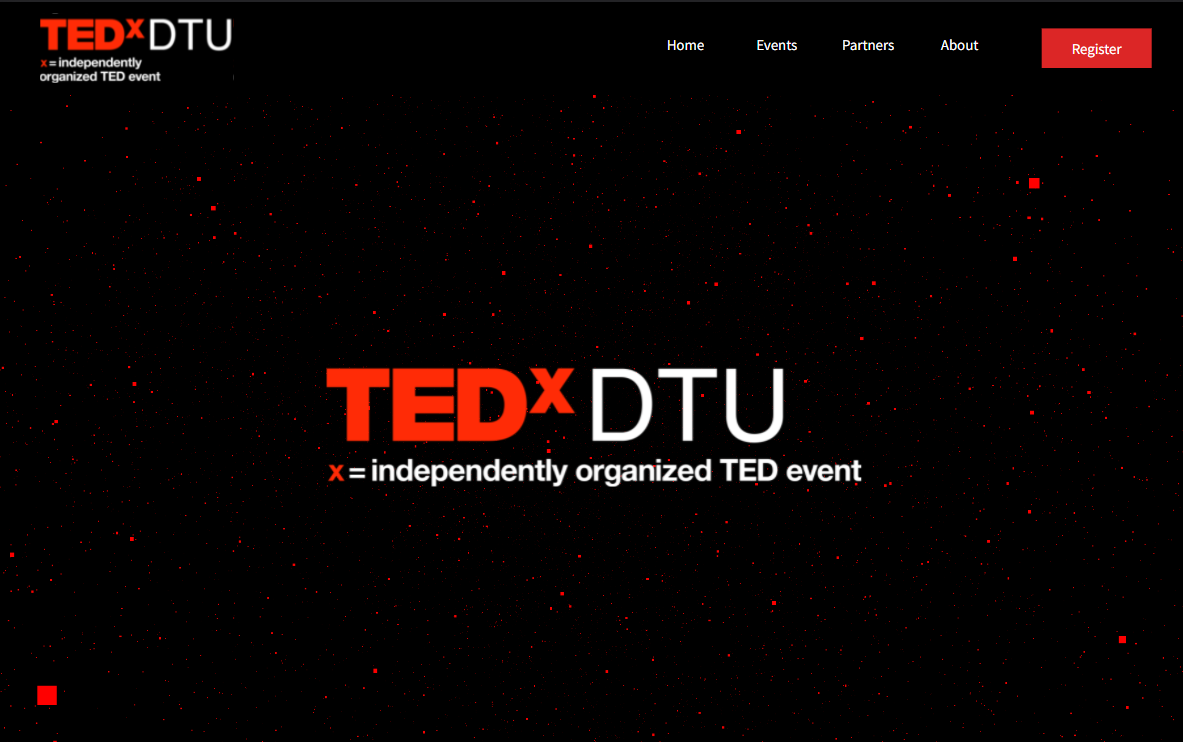 TEDx DTU
x = independently
organized TED event
Home
Events
Partners
About
Register
TEDx DTU
x = independently organized TED event